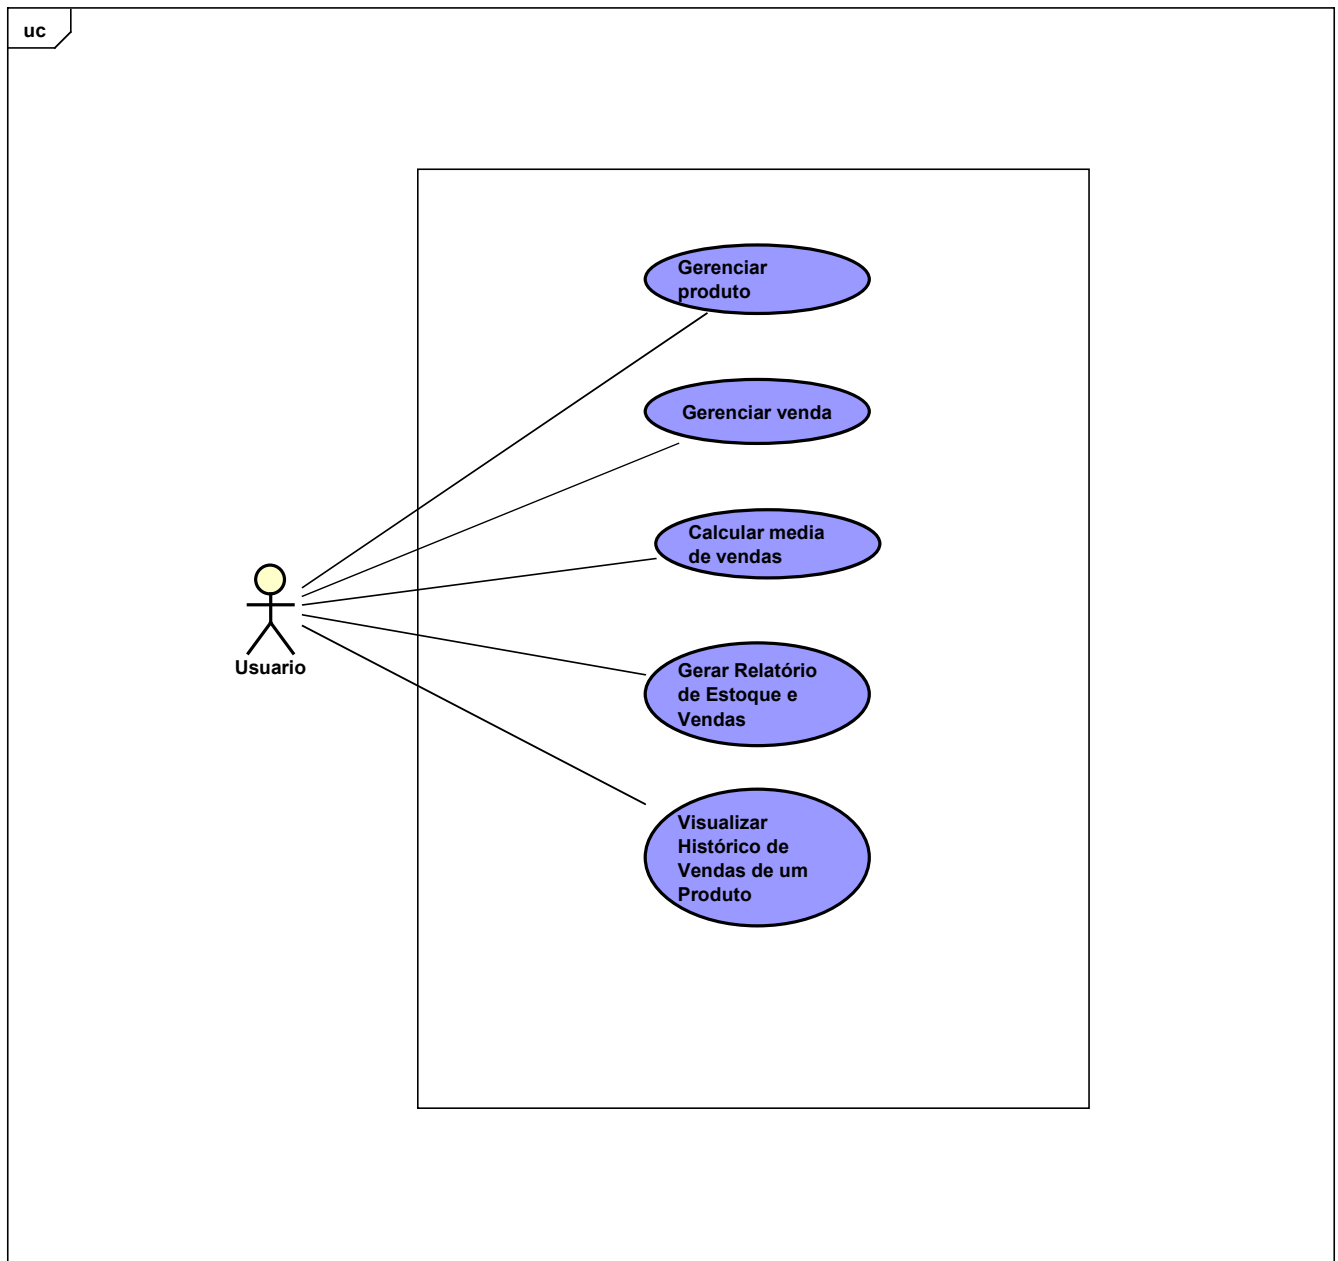 uc
Gerenciar
produto
Gerenciar venda
Calcular media
de vendas
Usuario
Gerar Relatório
de Estoque e
Vendas
Visualizar
Histórico de
Vendas de um
Produto